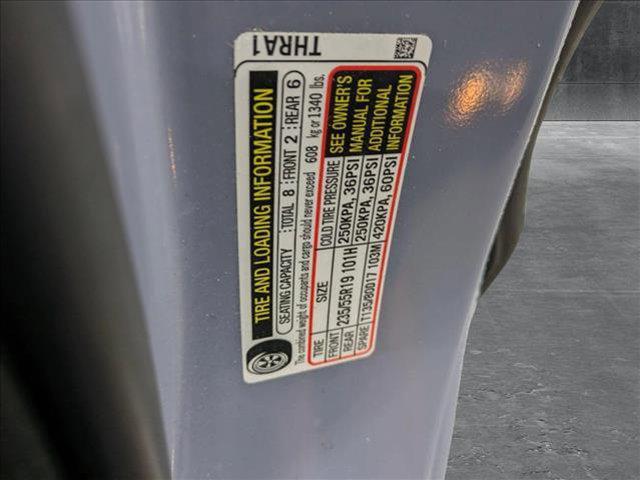 THRA1
TIRE AND LOADING INFORMATION
SEATING CAPACITY : TOTAL 8 : FRONT 2 : REAR 6
The combined weight of occupants and cargo should never exceed 608 kg or 1340 lbs.
TIRE SIZE COLD TIRE PRESSURE
FRONT 235/55R19 101H 250KPA, 36PSI
REAR 250KPA, 36PSI
SPARE T135/80D17 103M 420KPA, 60PSI
SEE OWNER'S
MANUAL FOR
ADDITIONAL
INFORMATION